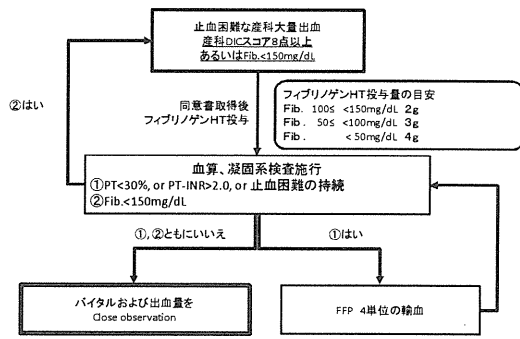 止血困難な産科大量出血
産科DICスコア8点以上
あるいはFib.<150mg/dL
②はい
同意書取得後
フィブリノゲンHT投与
フィブリノゲンHT投与量の目安
Fib. 100≤ <150mg/dL 2g
Fib. 50≤ <100mg/dL 3g
Fib. <50mg/dL 4g
血算、凝固系検査施行
①PT<30%, or PT-INR>2.0, or 止血困難の持続
②Fib.<150mg/dL
①, ②ともにいいえ
①はい
バイタルおよび出血量を
Close observation
FFP 4単位の輸血